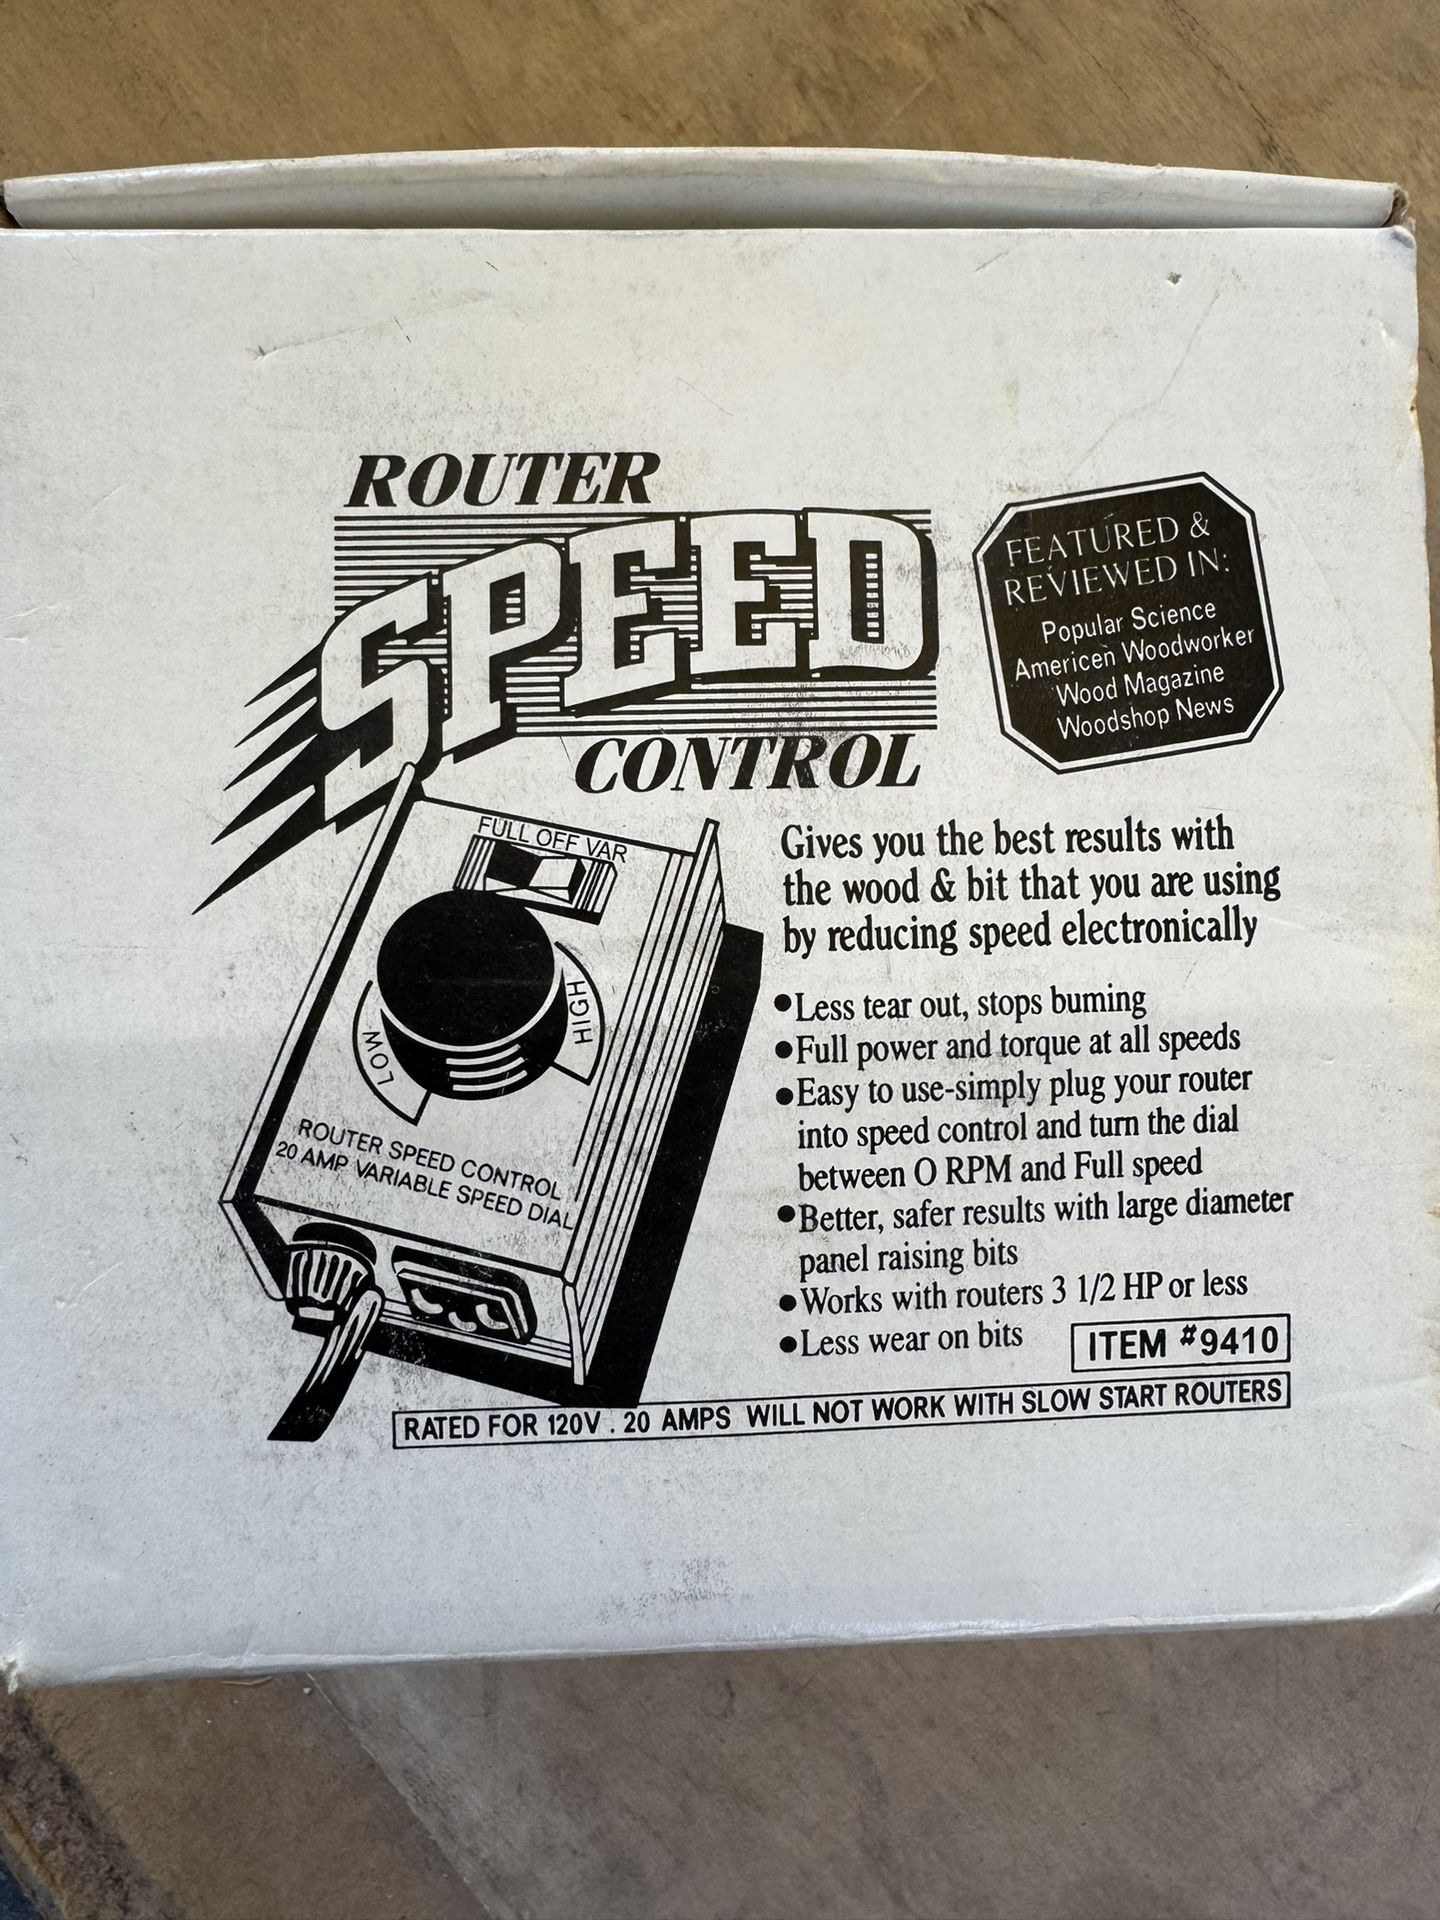 ROUTER
SPEED
CONTROL
FEATURED &
REVIEWED IN:
Popular Science
Americen Woodworker
Wood Magazine
Woodshop News
FULL OFF VAR
LOW
HIGH
ROUTER SPEED CONTROL
20 AMP VARIABLE SPEED DIAL
Gives you the best results with
the wood & bit that you are using
by reducing speed electronically
•Less tear out, stops buming
•Full power and torque at all speeds
•Easy to use-simply plug your router
into speed control and turn the dial
between O RPM and Full speed
•Better, safer results with large diameter
panel raising bits
•Works with routers 3 1/2 HP or less
•Less wear on bits
ITEM #9410
RATED FOR 120V . 20 AMPS WILL NOT WORK WITH SLOW START ROUTERS